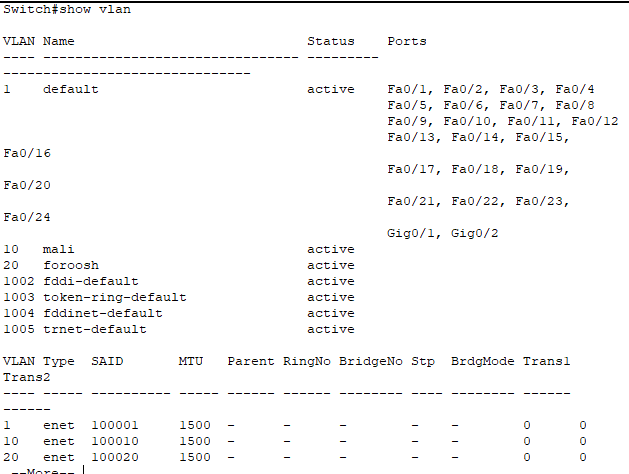 Switch#show vlan
VLAN Name                             Status    Ports
---- -------------------------------- ---------
-------------------------------
1    default                          active    Fa0/1, Fa0/2, Fa0/3, Fa0/4
                                                Fa0/5, Fa0/6, Fa0/7, Fa0/8
                                                Fa0/9, Fa0/10, Fa0/11, Fa0/12
                                                Fa0/13, Fa0/14, Fa0/15,
Fa0/16
                                                Fa0/17, Fa0/18, Fa0/19,
Fa0/20
                                                Fa0/21, Fa0/22, Fa0/23,
Fa0/24
                                                Gig0/1, Gig0/2
10   mali                             active
20   foroosh                          active
1002 fddi-default                     active
1003 token-ring-default               active
1004 fddinet-default                  active
1005 trnet-default                    active
VLAN Type  SAID       MTU   Parent RingNo BridgeNo Stp  BrdgMode Trans1
Trans2
---- ----- ---------- ----- ------ ------ -------- ---- -------- ------
------
1    enet  100001     1500  -      -      -        -    -        0      0
10   enet  100010     1500  -      -      -        -    -        0      0
20   enet  100020     1500  -      -      -        -    -        0      0
 --More--